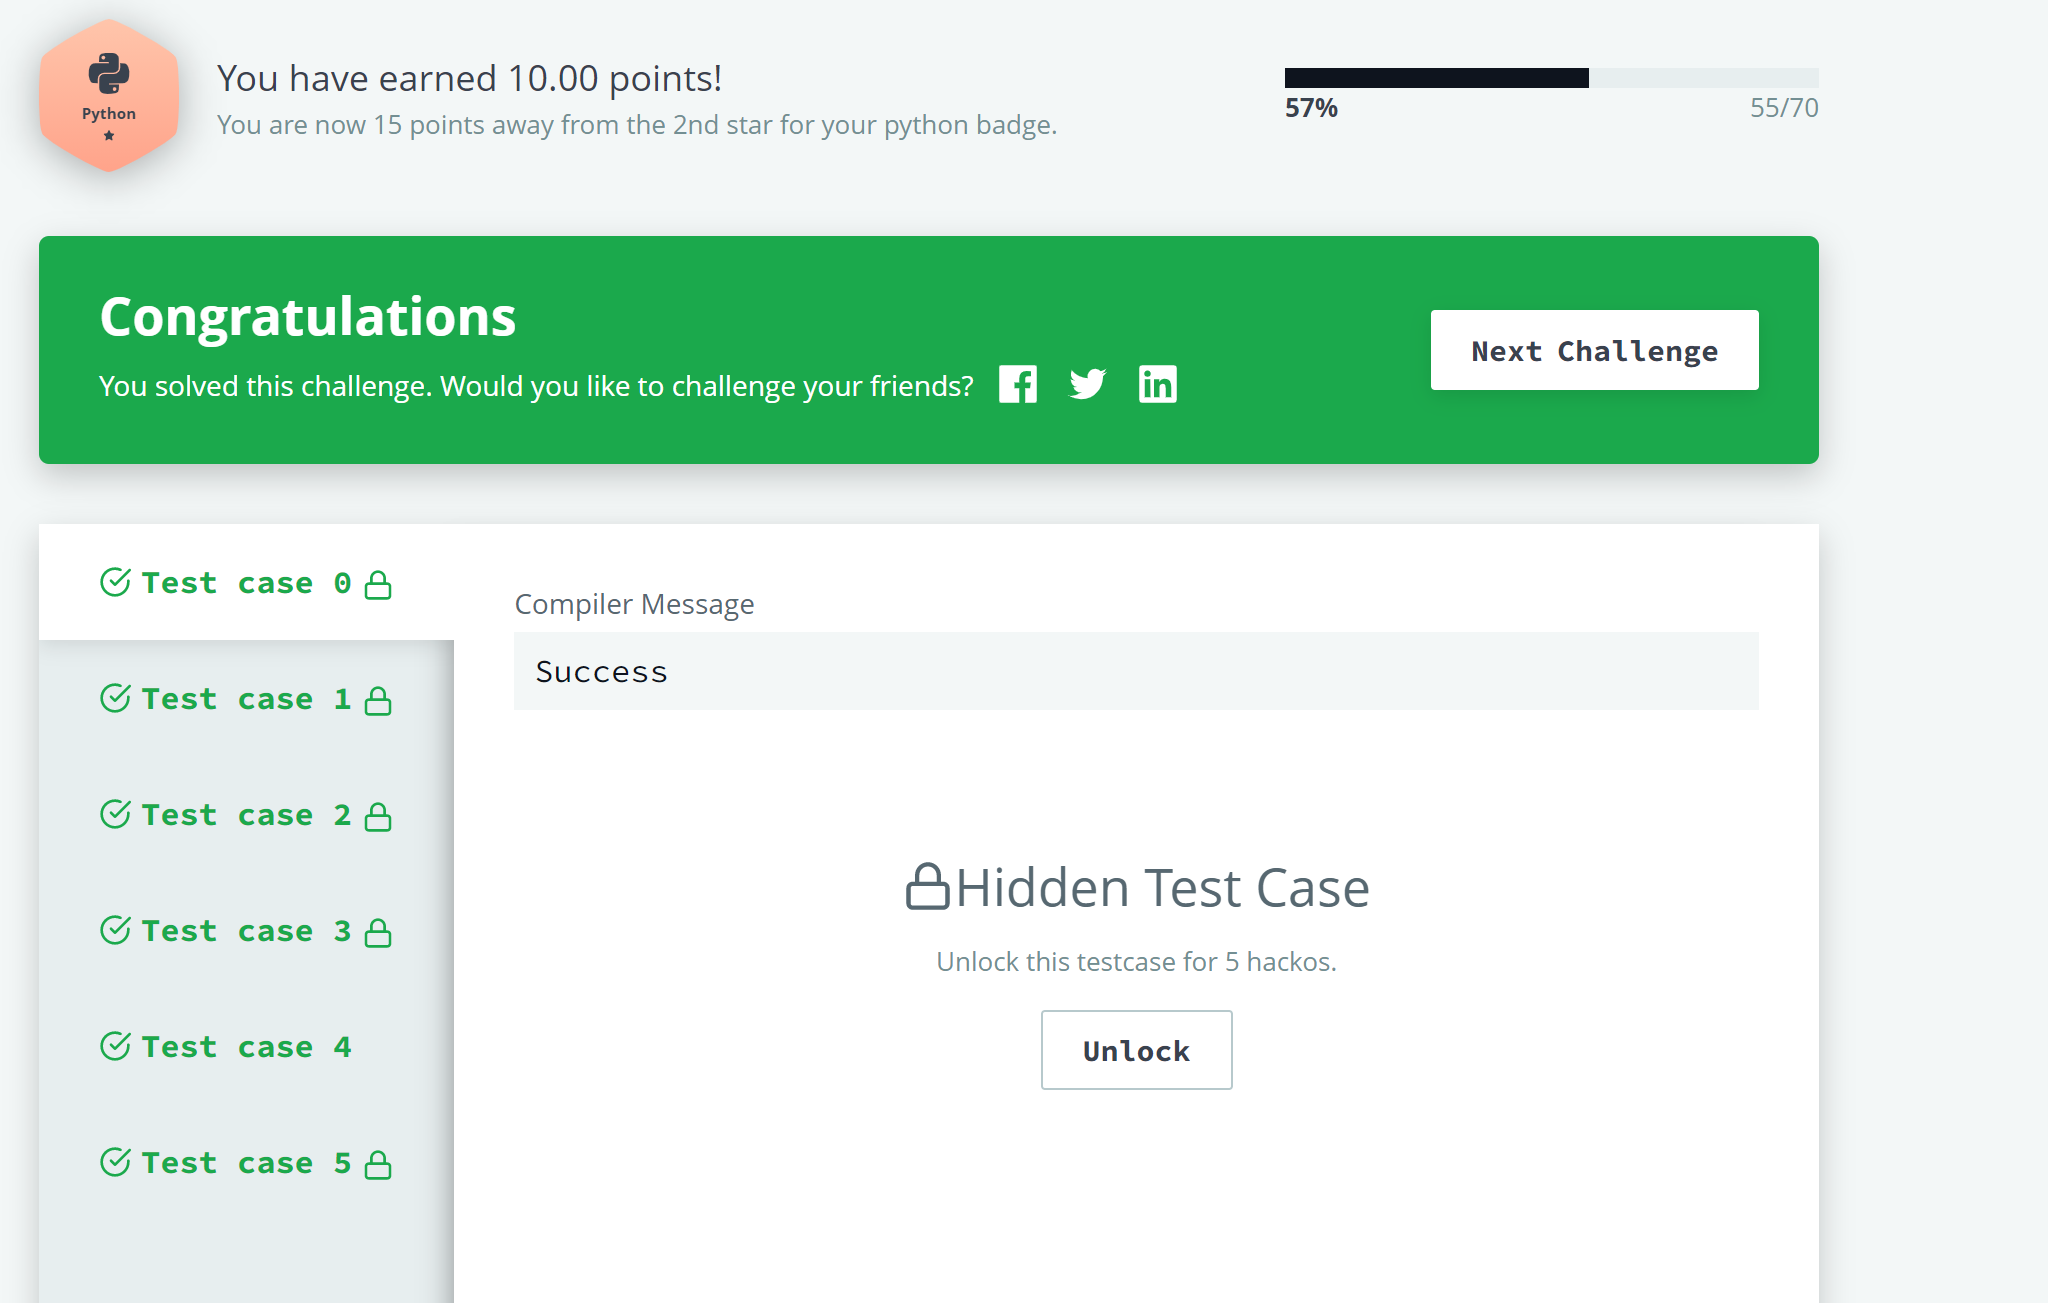 Python
You have earned 10.00 points!
You are now 15 points away from the 2nd star for your python badge.
57%
55/70
Congratulations
You solved this challenge. Would you like to challenge your friends?
Next Challenge
Test case 0
Test case 1
Test case 2
Test case 3
Test case 4
Test case 5
Compiler Message
Success
Hidden Test Case
Unlock this testcase for 5 hackos.
Unlock